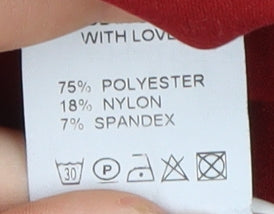 WITH LOVE
75% POLYESTER
18% NYLON
7% SPANDEX
30 P